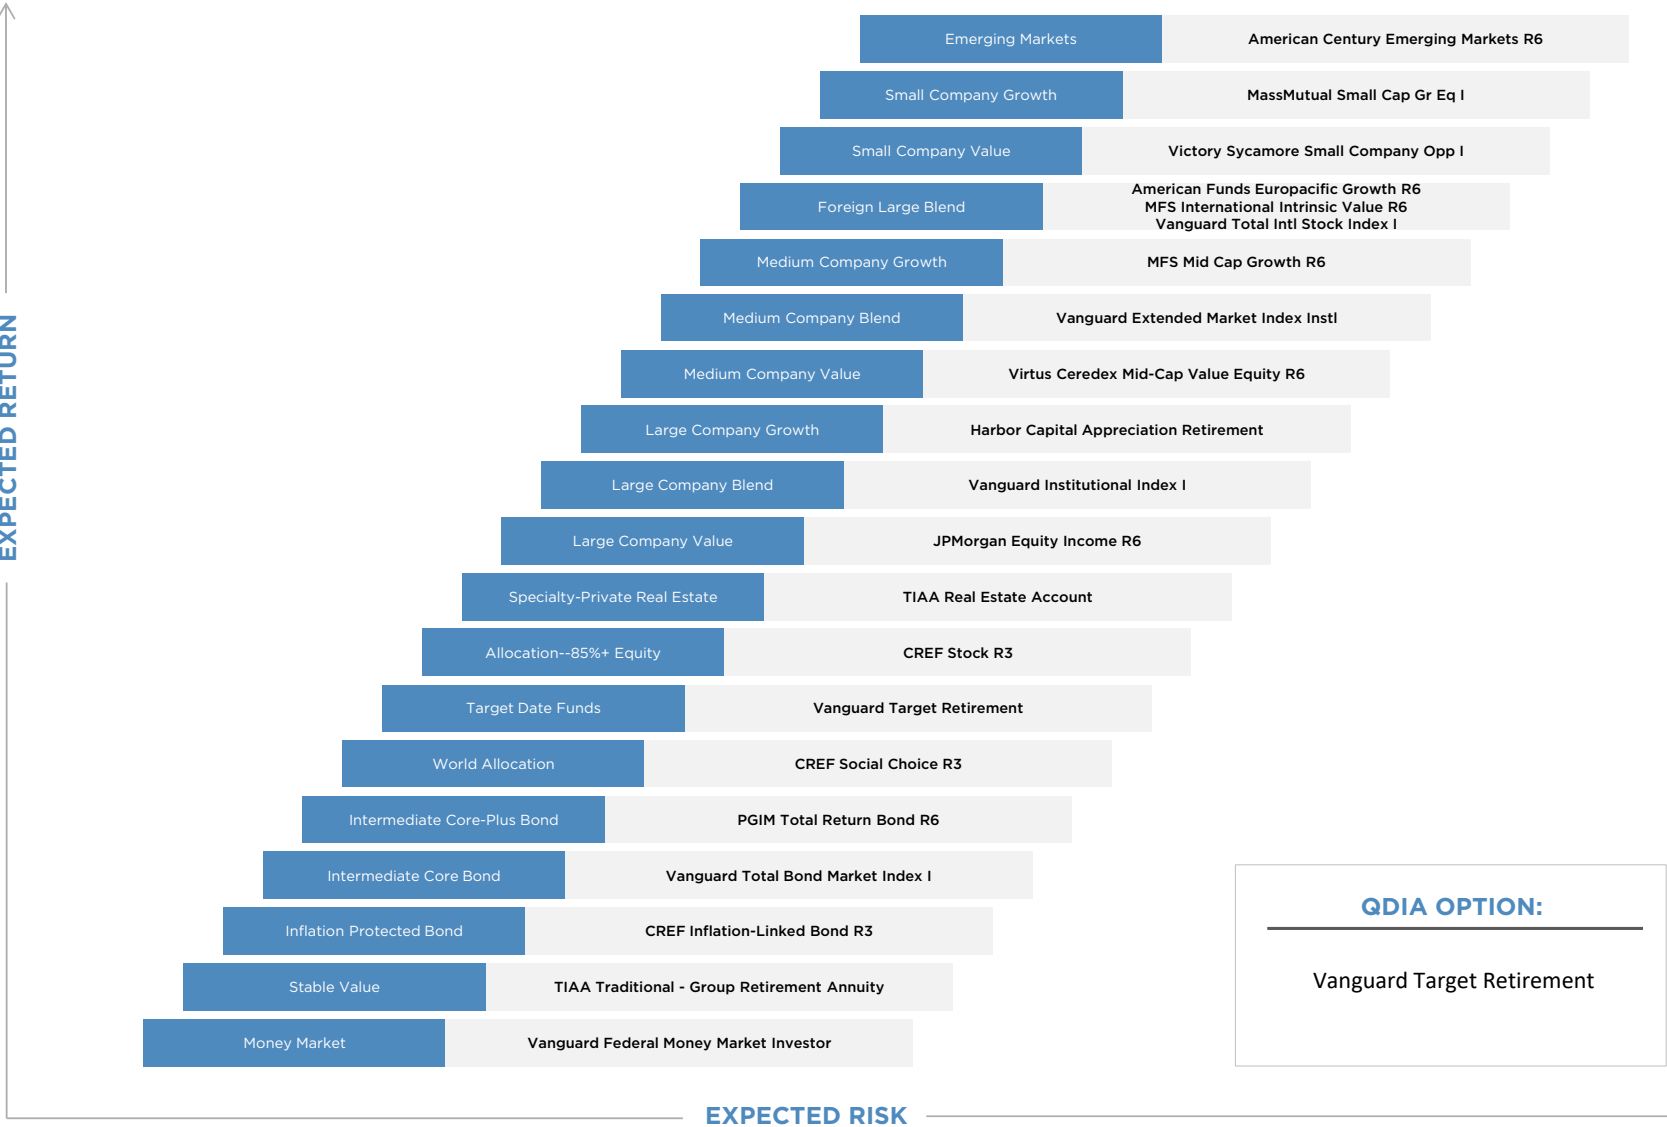 Emerging Markets American Century Emerging Markets R6
Small Company Growth MassMutual Small Cap Gr Eq I
Small Company Value Victory Sycamore Small Company Opp I
Foreign Large Blend
American Funds Europacific Growth R6
MFS International Intrinsic Value R6
Vanguard Total Intl Stock Index I
Medium Company Growth MFS Mid Cap Growth R6
Medium Company Blend Vanguard Extended Market Index Instl
Medium Company Value Virtus Ceredex Mid-Cap Value Equity R6
Large Company Growth Harbor Capital Appreciation Retirement
Large Company Blend Vanguard Institutional Index I
Large Company Value JPMorgan Equity Income R6
Specialty-Private Real Estate TIAA Real Estate Account
Allocation--85%+ Equity CREF Stock R3
Target Date Funds Vanguard Target Retirement
World Allocation CREF Social Choice R3
Intermediate Core-Plus Bond PGIM Total Return Bond R6
Intermediate Core Bond Vanguard Total Bond Market Index I
Inflation Protected Bond CREF Inflation-Linked Bond R3
Stable Value TIAA Traditional - Group Retirement Annuity
Money Market Vanguard Federal Money Market Investor
EXPECTED RETURN
QDIA OPTION:
Vanguard Target Retirement
EXPECTED RISK